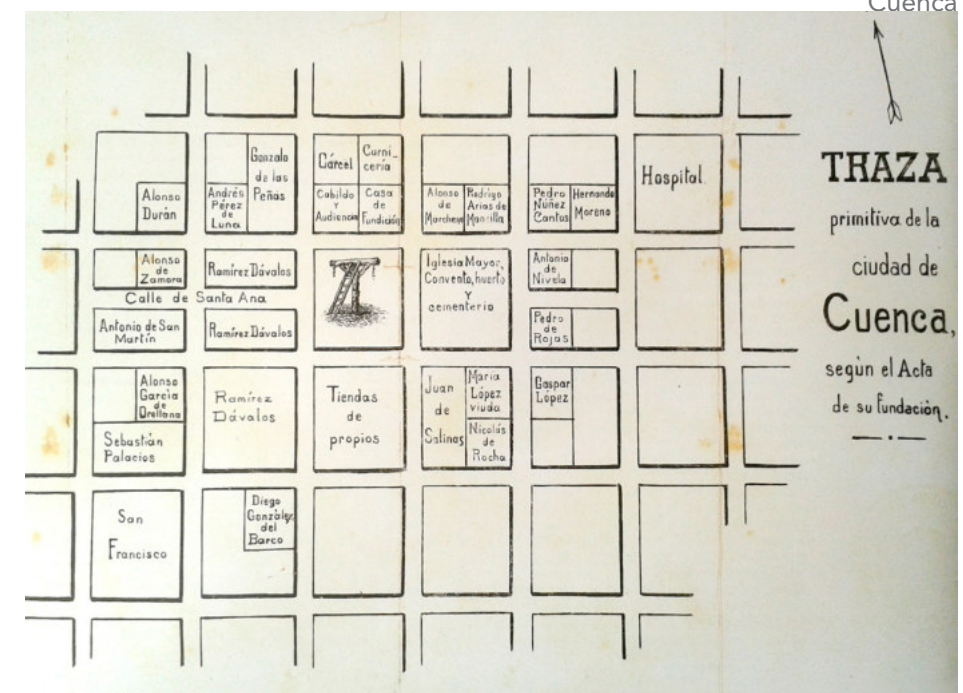 Cuenca
TRAZA
primitiva de la
ciudad de
Cuenca,
según el Acta
de su fundación.
Alonso
Durán
Andrés
Pérez
de
Luna
Gonzalo
de las
Peñas
Cárcel
Carni_
cería
Cabildo
Y
Audiencia
Casa
de
Fundición
Alonso
de
Marchena
Rodrigo
Arias de
Mansilla
Pedro
Núñez
Cantos
Hernando
Moreno
Hospital.
Alonso
de
Zamora
Ramírez Dávalos
Iglesia Mayor,
Convento, huerto
Y
cementerio
Antonio
de
Nivela
Calle de Santa Ana
Antonio de San
Martín
Ramírez Dávalos
Pedro
de
Rojas
Alonso
García
de
Orellana
Sebastián
Palacios
Ramírez
Dávalos
Tiendas
de
propios
Juan
de
Salinas
María
López
viuda
Nicolás
de
Rocha
Gaspar
López
San
Francisco
Diego
González
del
Barco